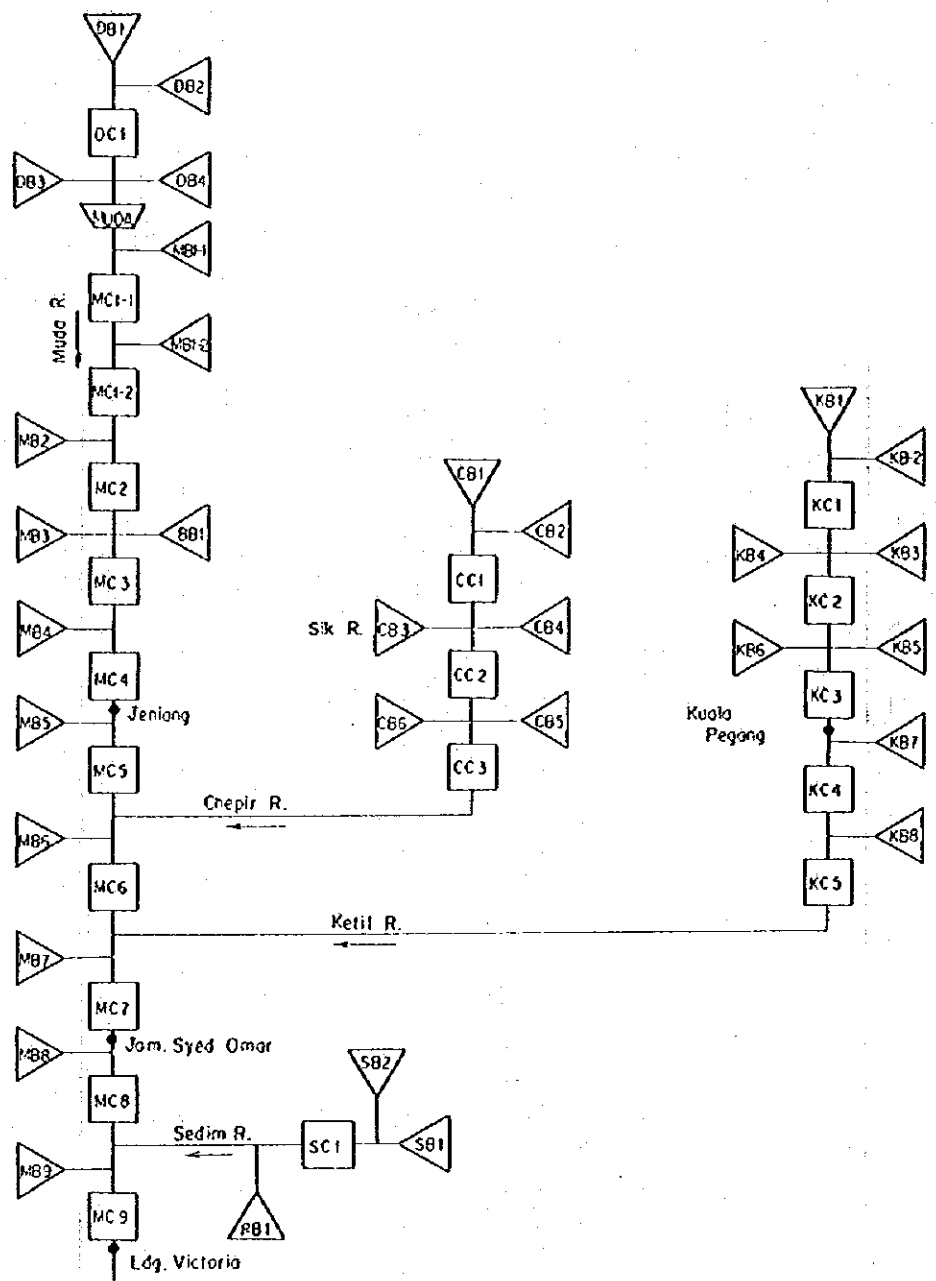 DB1
DB2
DC1
DB3
DB4
MUDA
MB1-1
MC1-1
Muda R.
MB1-2
MC1-2
MB2
MC2
MB3
BB1
MC3
MB4
MC4
Jeniang
MB5
MC5
Chepir R.
MB6
MC6
Ketil R.
MB7
MC7
Jam. Syed Omar
MB8
MC8
Sedim R.
MB9
MC9
Ldg. Victoria
CB1
CB2
CC1
Sik R.
CB3
CB4
CC2
CB6
CB5
CC3
KB1
KB-2
KC1
KB4
KB3
KC2
KB6
KB5
KC3
Kuala
Pegang
KB7
KC4
KB8
KC5
SB2
SC1
SB1
RB1